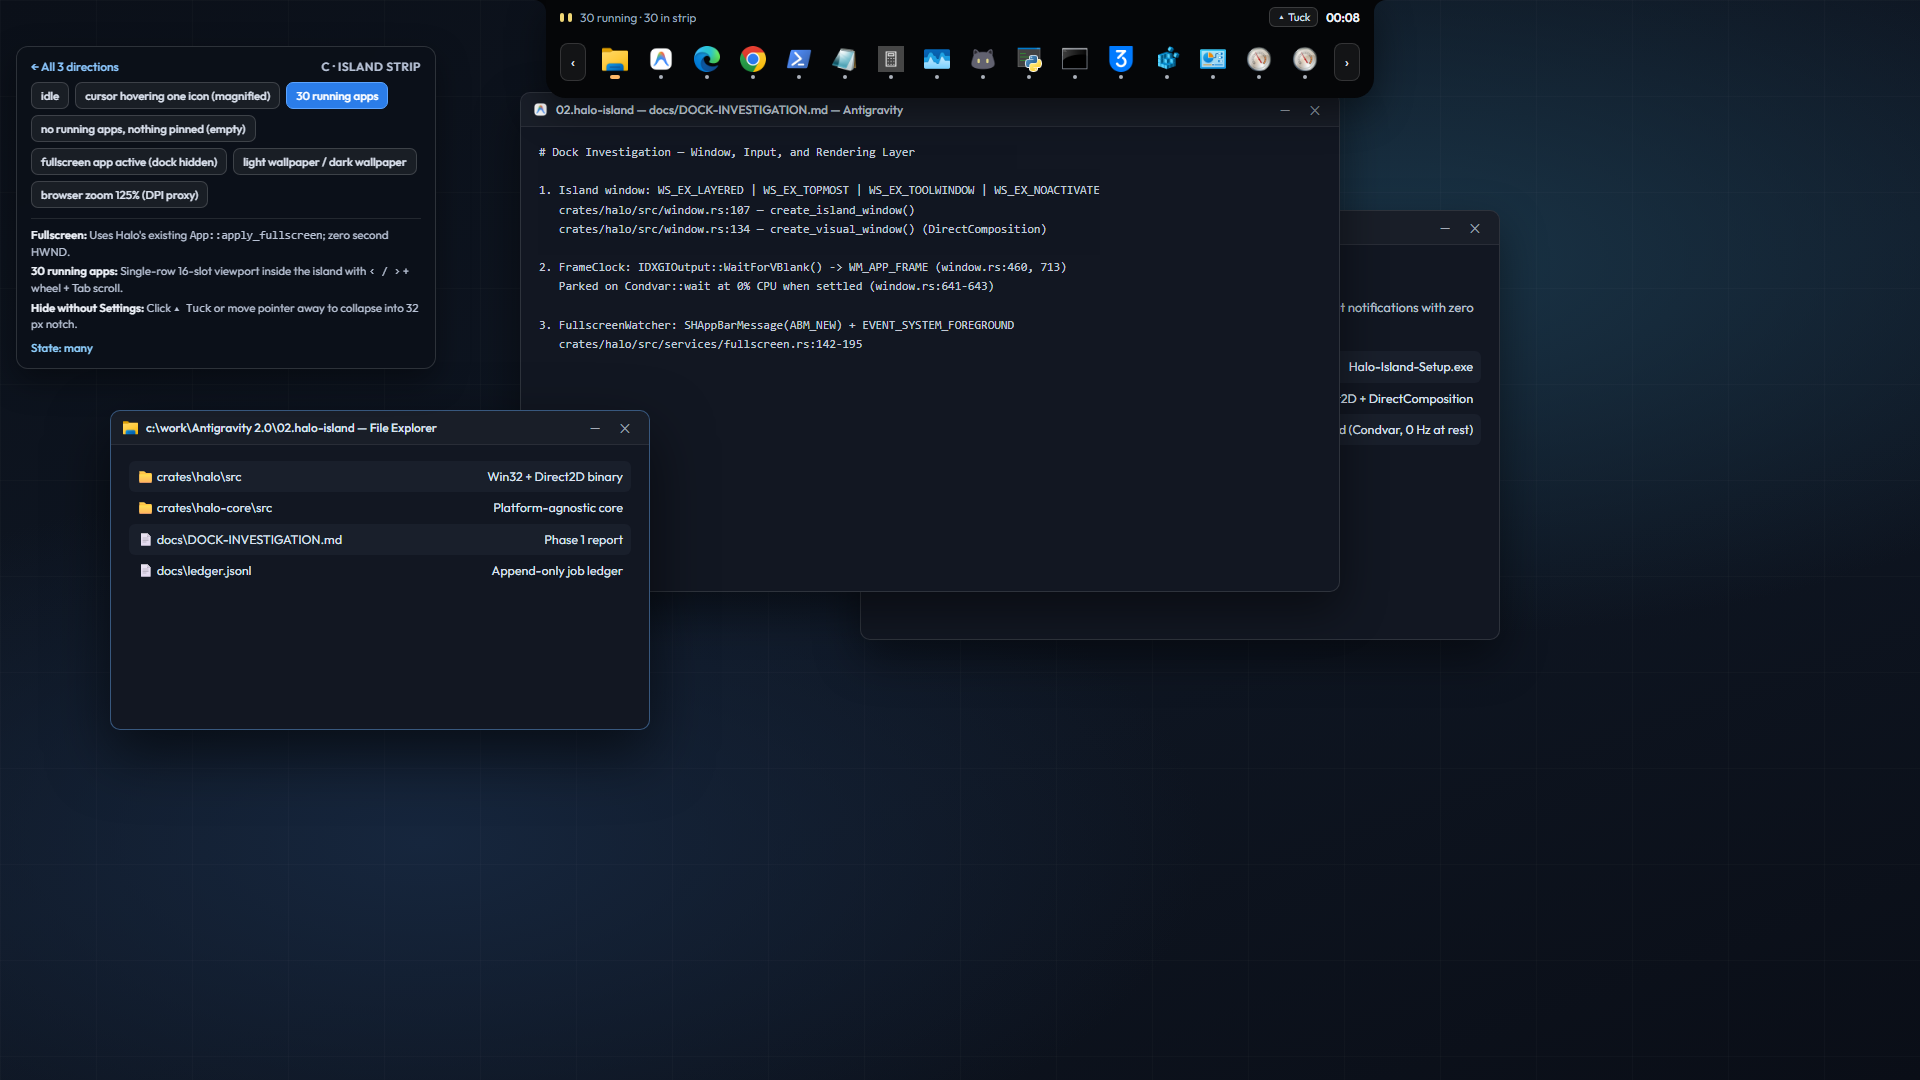 30 running · 30 in strip
▲ Tuck
00:08
‹
›
← All 3 directions
C · ISLAND STRIP
idle
cursor hovering one icon (magnified)
30 running apps
no running apps, nothing pinned (empty)
fullscreen app active (dock hidden)
light wallpaper / dark wallpaper
browser zoom 125% (DPI proxy)
Fullscreen: Uses Halo's existing App::apply_fullscreen; zero second
HWND.
30 running apps: Single-row 16-slot viewport inside the island with ‹ / › +
wheel + Tab scroll.
Hide without Settings: Click ▲ Tuck or move pointer away to collapse into 32
px notch.
State: many
02.halo-island — docs/DOCK-INVESTIGATION.md — Antigravity
# Dock Investigation — Window, Input, and Rendering Layer
1. Island window: WS_EX_LAYERED | WS_EX_TOPMOST | WS_EX_TOOLWINDOW | WS_EX_NOACTIVATE
crates/halo/src/window.rs:107 — create_island_window()
crates/halo/src/window.rs:134 — create_visual_window() (DirectComposition)
2. FrameClock: IDXGIOutput::WaitForVBlank() -> WM_APP_FRAME (window.rs:460, 713)
Parked on Condvar::wait at 0% CPU when settled (window.rs:641-643)
3. FullscreenWatcher: SHAppBarMessage(ABM_NEW) + EVENT_SYSTEM_FOREGROUND
crates/halo/src/services/fullscreen.rs:142-195
t notifications with zero
Halo-Island-Setup.exe
2D + DirectComposition
d (Condvar, 0 Hz at rest)
c:\work\Antigravity 2.0\02.halo-island — File Explorer
crates\halo\src
Win32 + Direct2D binary
crates\halo-core\src
Platform-agnostic core
docs\DOCK-INVESTIGATION.md
Phase 1 report
docs\ledger.jsonl
Append-only job ledger